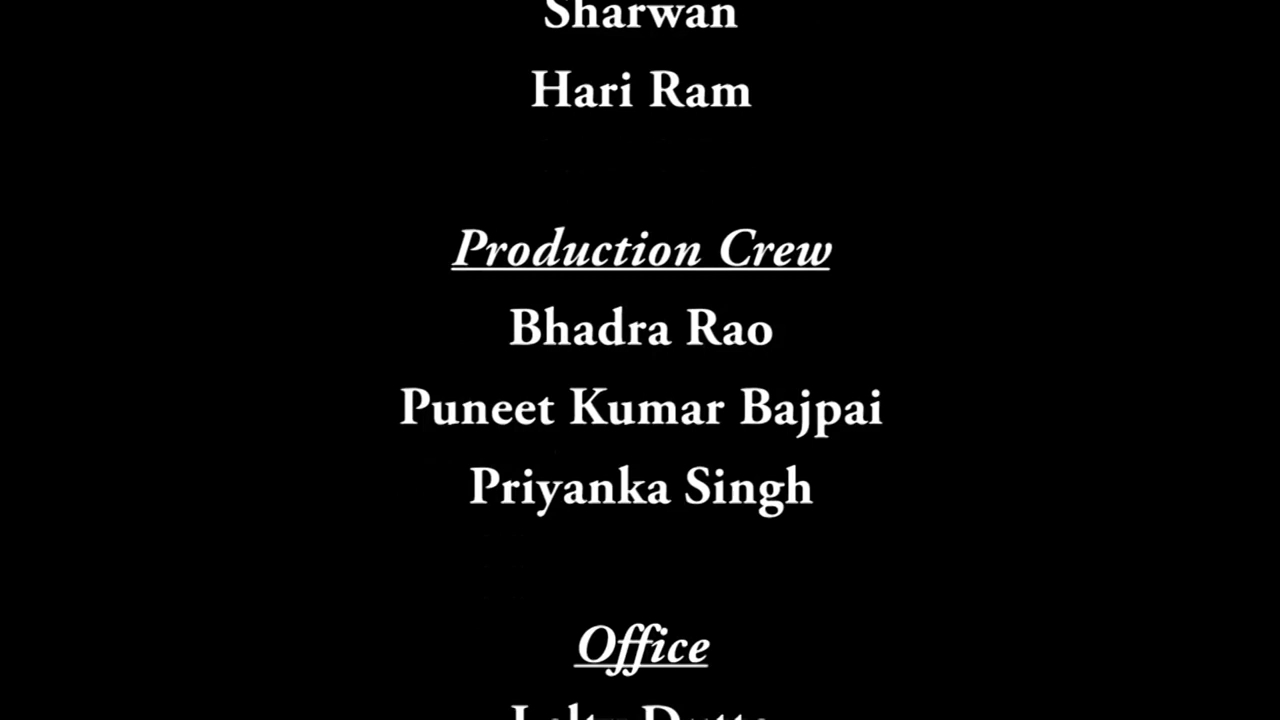 Sharwan
Hari Ram
Production Crew
Bhadra Rao
Puneet Kumar Bajpai
Priyanka Singh
Office